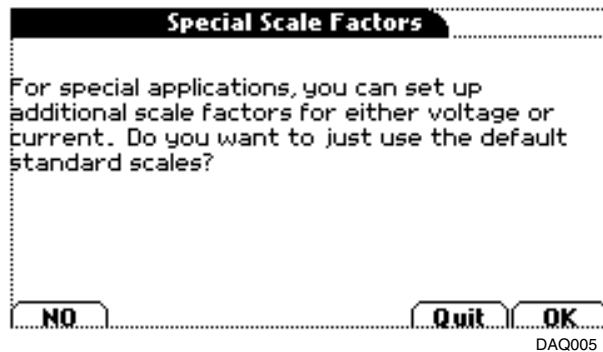 Special Scale Factors
For special applications, you can set up
additional scale factors for either voltage or
current. Do you want to just use the default
standard scales?
NO Quit OK
DAQ005